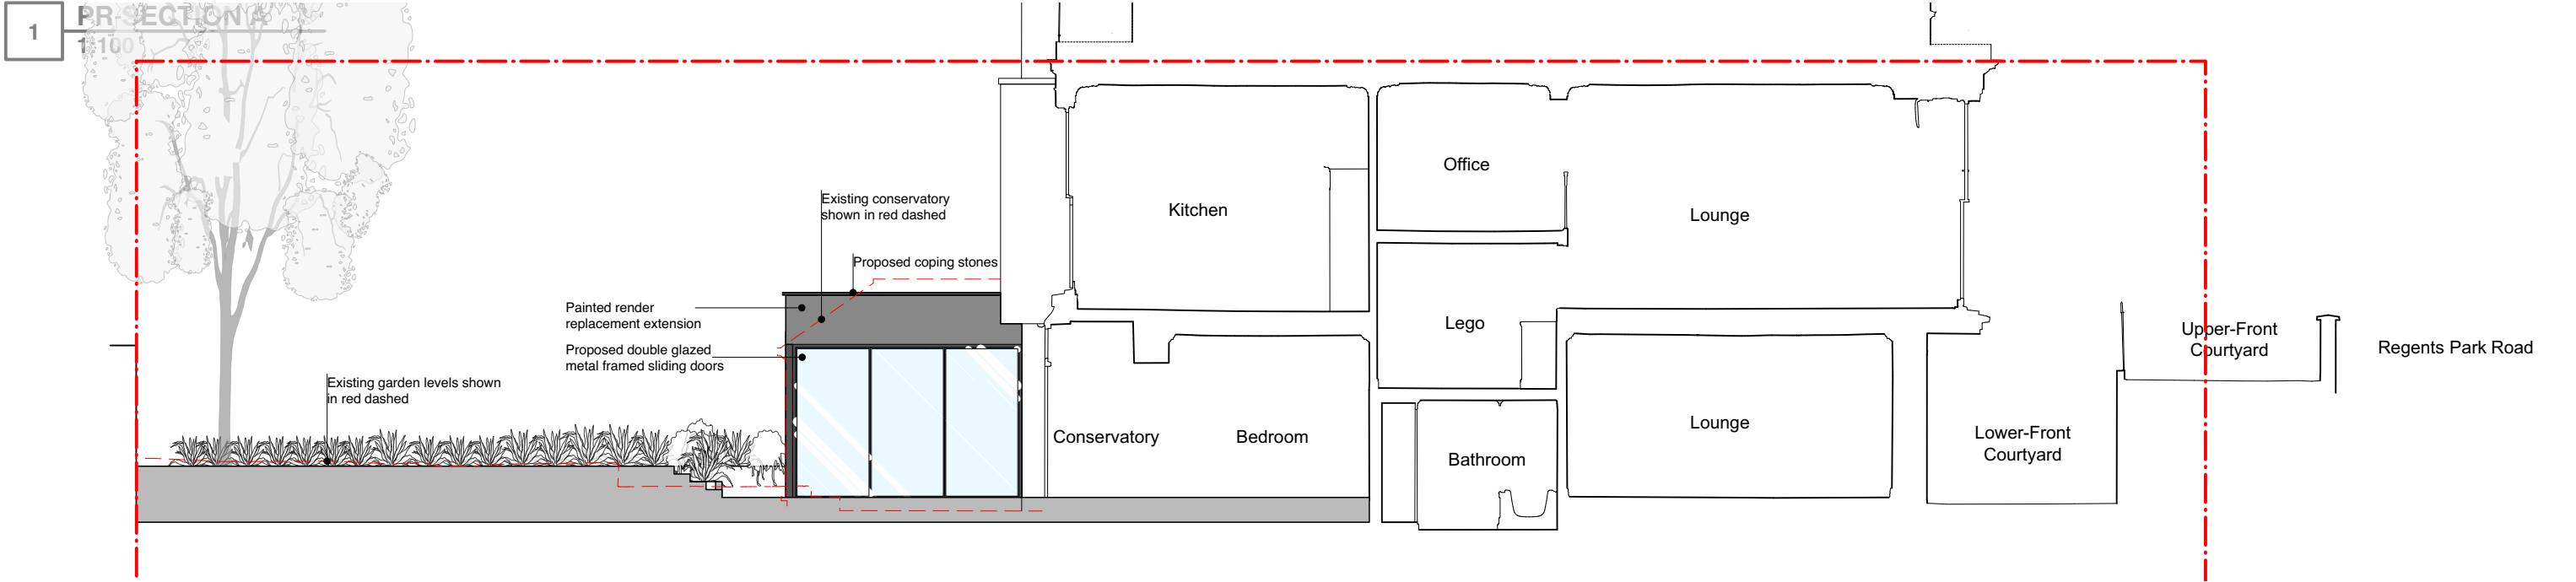 1
PR-SECTION A
1:100
Existing conservatory
shown in red dashed
Proposed coping stones
Painted render
replacement extension
Proposed double glazed
metal framed sliding doors
Existing garden levels shown
in red dashed
Kitchen
Office
Lounge
Lego
Conservatory
Bedroom
Bathroom
Lounge
Lower-Front
Courtyard
Upper-Front
Courtyard
Regents Park Road